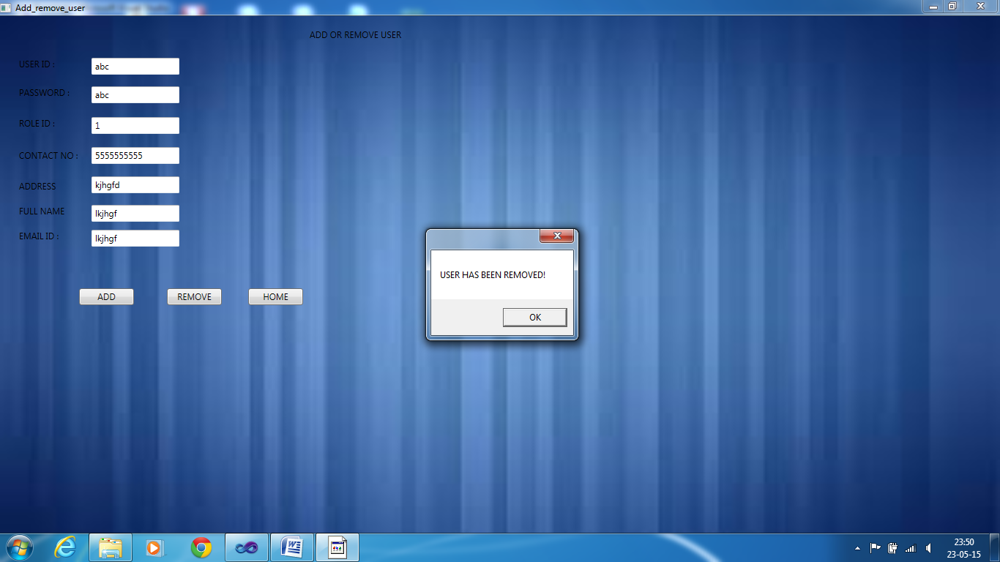 Add_remove_user
ADD OR REMOVE USER
USER ID :
abc
PASSWORD :
abc
ROLE ID :
1
CONTACT NO :
5555555555
ADDRESS
kjhgfd
FULL NAME
lkjhgf
EMAIL ID :
lkjhgf
ADD
REMOVE
HOME
USER HAS BEEN REMOVED!
OK
23:50
23-05-15